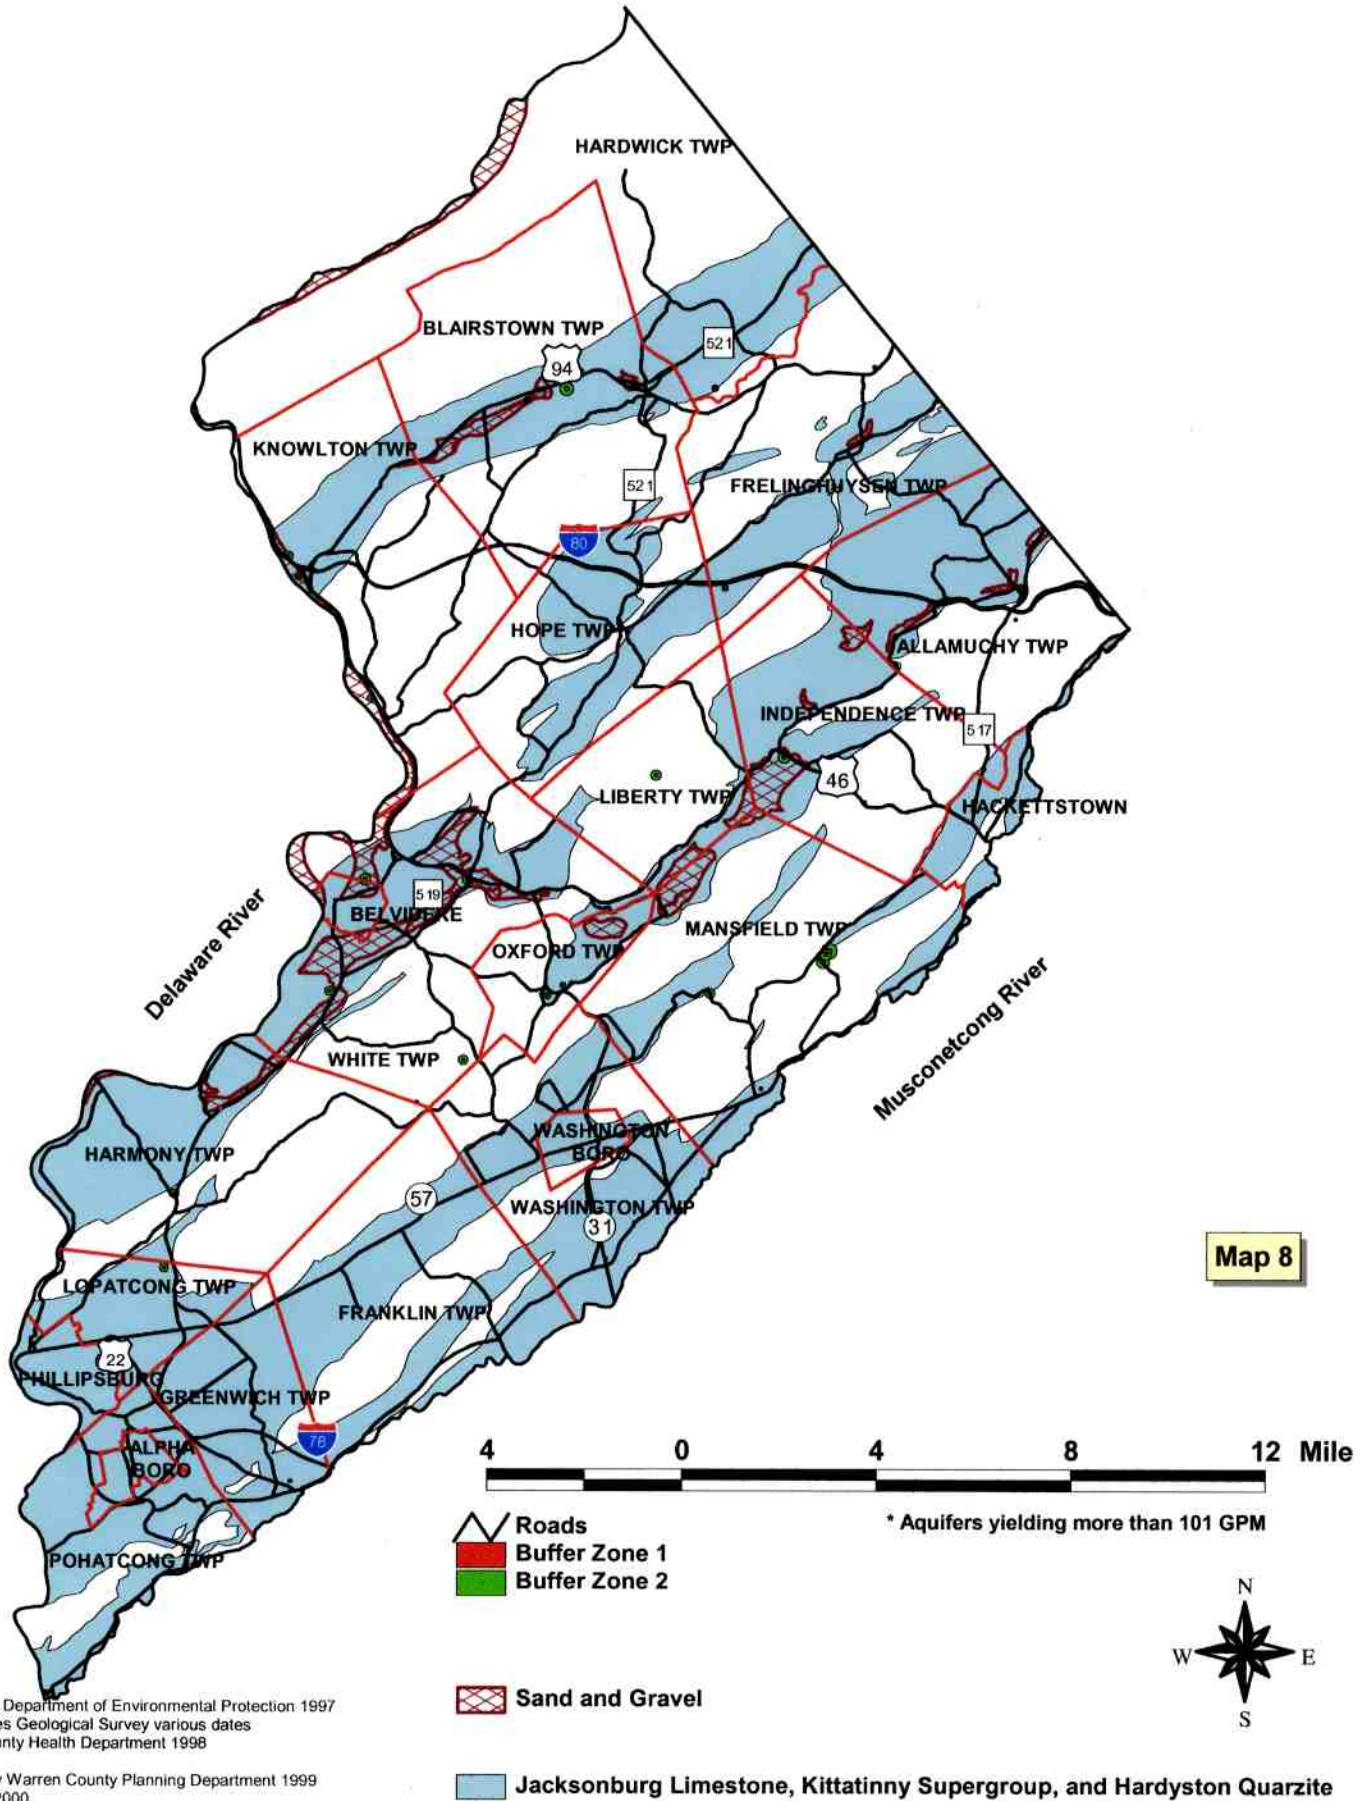 HARDWICK TWP
BLAIRSTOWN TWP
521
94
KNOWLTON TWP
521
FRELINGHUYSEN TWP
80
HOPE TWP
ALLAMUCHY TWP
INDEPENDENCE TWP
517
46
LIBERTY TWP
HACKETTSTOWN
519
BELVIDERE
Delaware River
MANSFIELD TWP
OXFORD TWP
Musconetcong River
WHITE TWP
WASHINGTON
BORO
HARMONY TWP
57
WASHINGTON TWP
31
Map 8
LOPATCONG TWP
FRANKLIN TWP
22
PHILLIPSBURG
GREENWICH TWP
78
ALPHA
BORO
4 0 4 8 12 Mile
* Aquifers yielding more than 101 GPM
Roads
Buffer Zone 1
Buffer Zone 2
POHATCONG TWP
N
W E
S
Sand and Gravel
Department of Environmental Protection 1997
Geological Survey various dates
Health Department 1998
Warren County Planning Department 1999
Jacksonburg Limestone, Kittatinny Supergroup, and Hardyston Quarzite